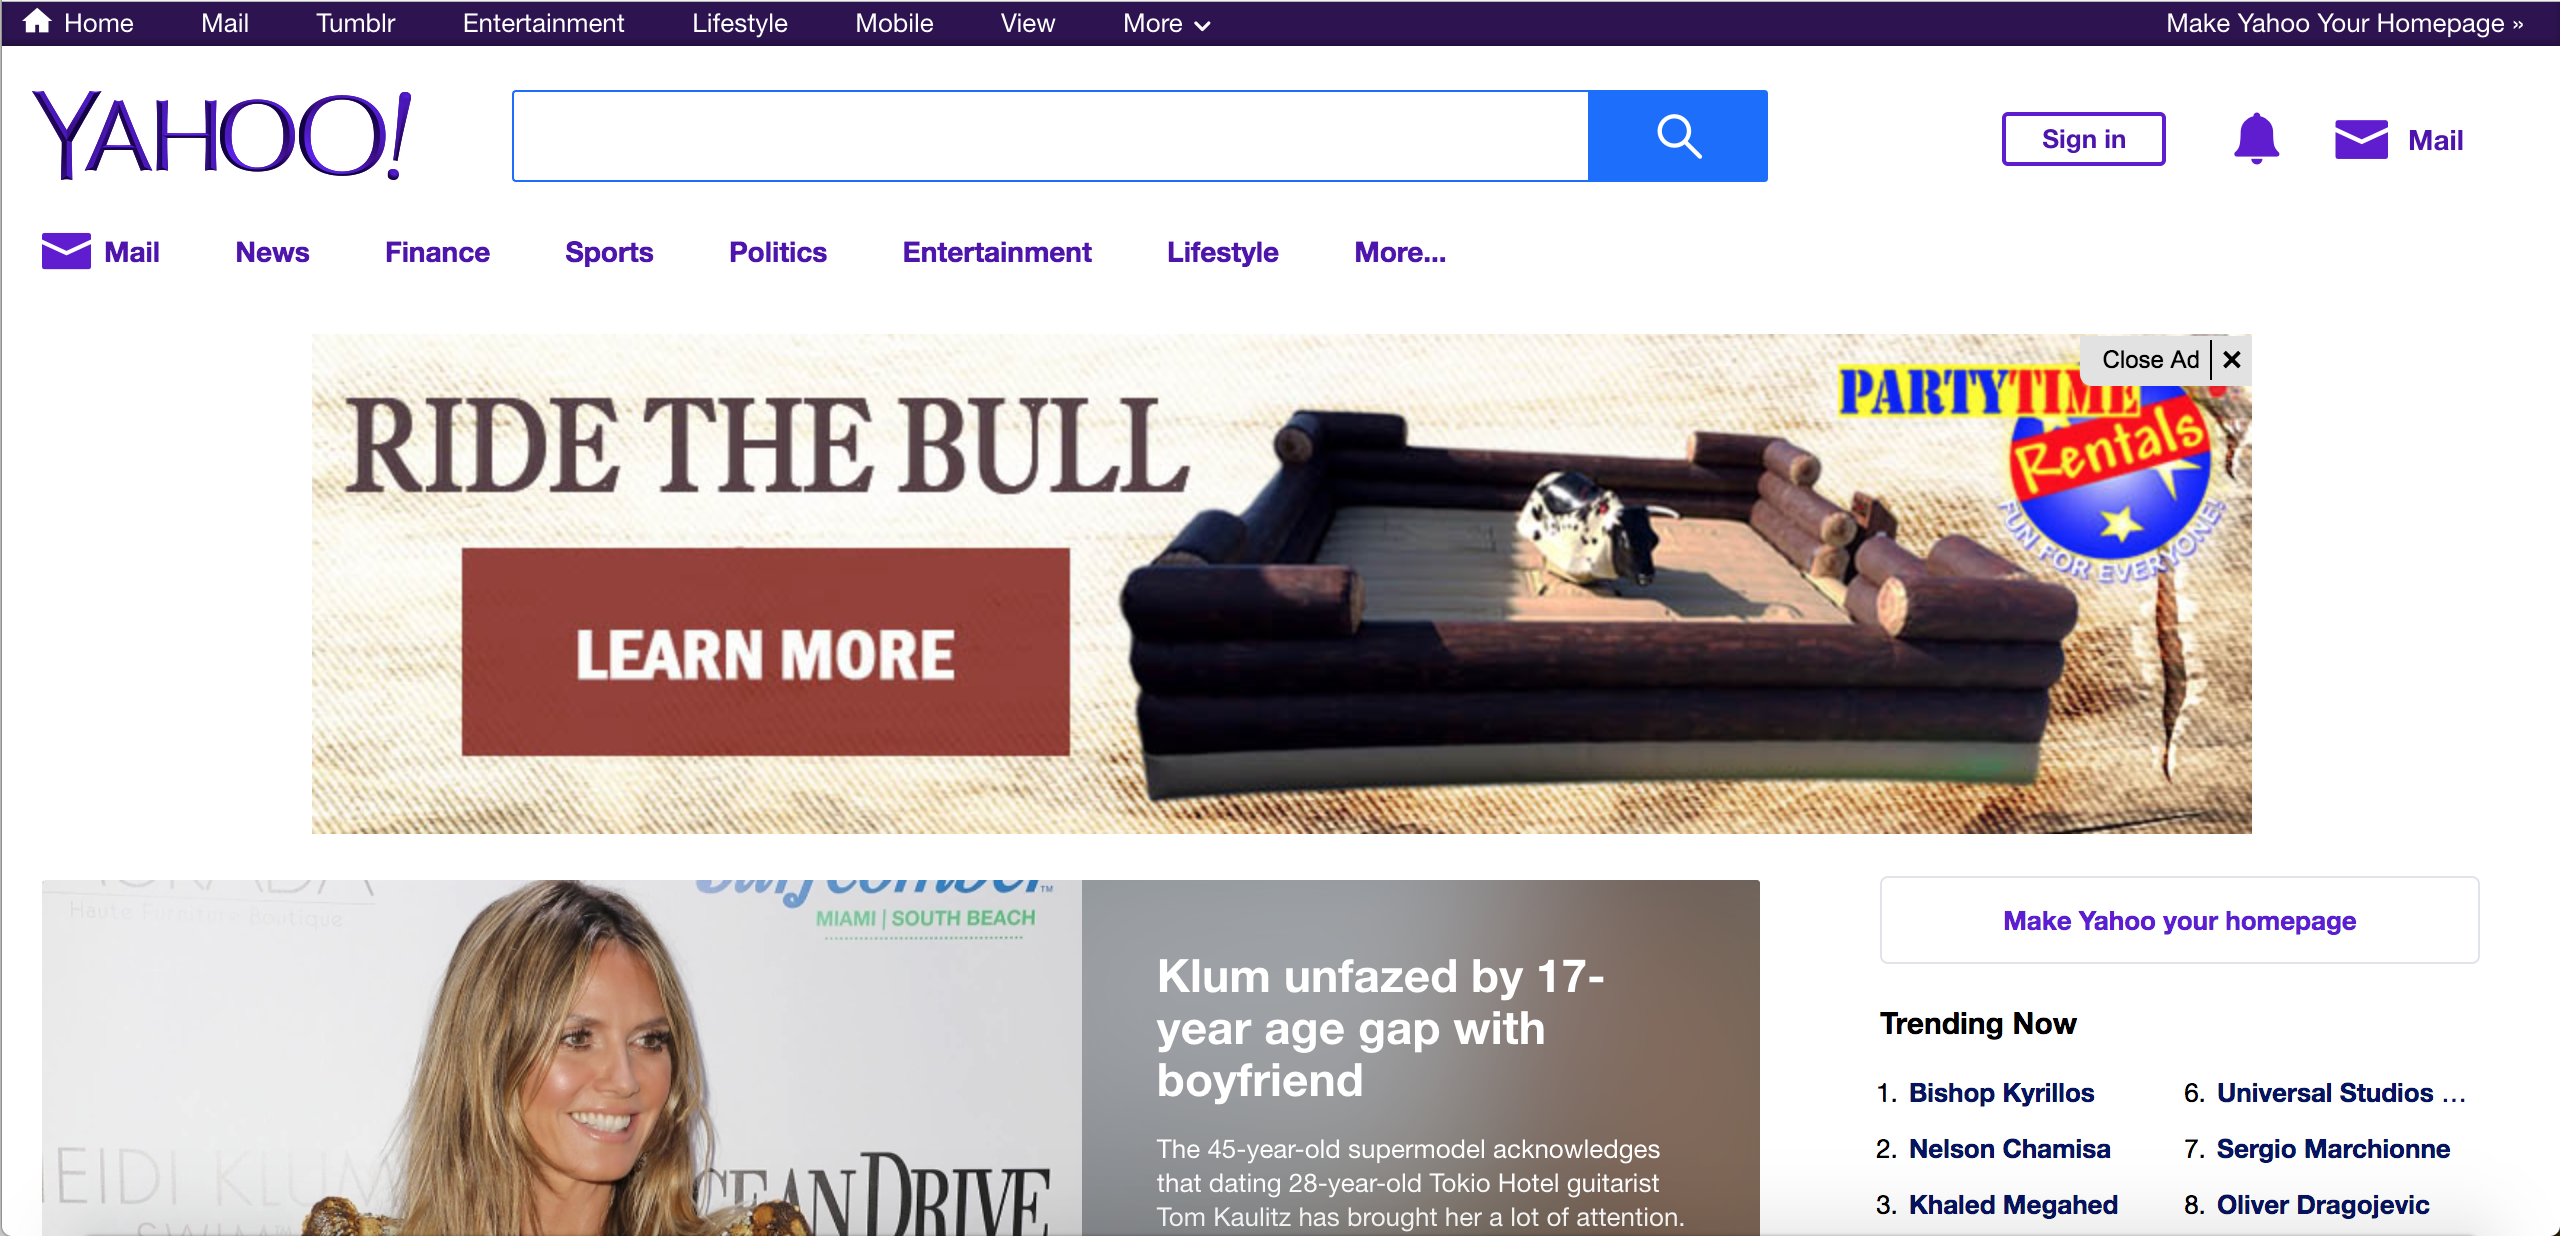 Home Mail Tumblr Entertainment Lifestyle Mobile View More Make Yahoo Your Homepage »
YAHOO!
Sign in Mail
Mail News Finance Sports Politics Entertainment Lifestyle More...
Close Ad
RIDE THE BULL
PARTYTIME
Rentals
FUN FOR EVERYONE!
LEARN MORE
Haute Furniture Boutique
MIAMI | SOUTH BEACH
EIDI KLUM
SWIM™
DRIVE
Klum unfazed by 17-
year age gap with
boyfriend
The 45-year-old supermodel acknowledges
that dating 28-year-old Tokio Hotel guitarist
Tom Kaulitz has brought her a lot of attention.
Make Yahoo your homepage
Trending Now
1. Bishop Kyrillos
2. Nelson Chamisa
3. Khaled Megahed
6. Universal Studios ...
7. Sergio Marchionne
8. Oliver Dragojevic